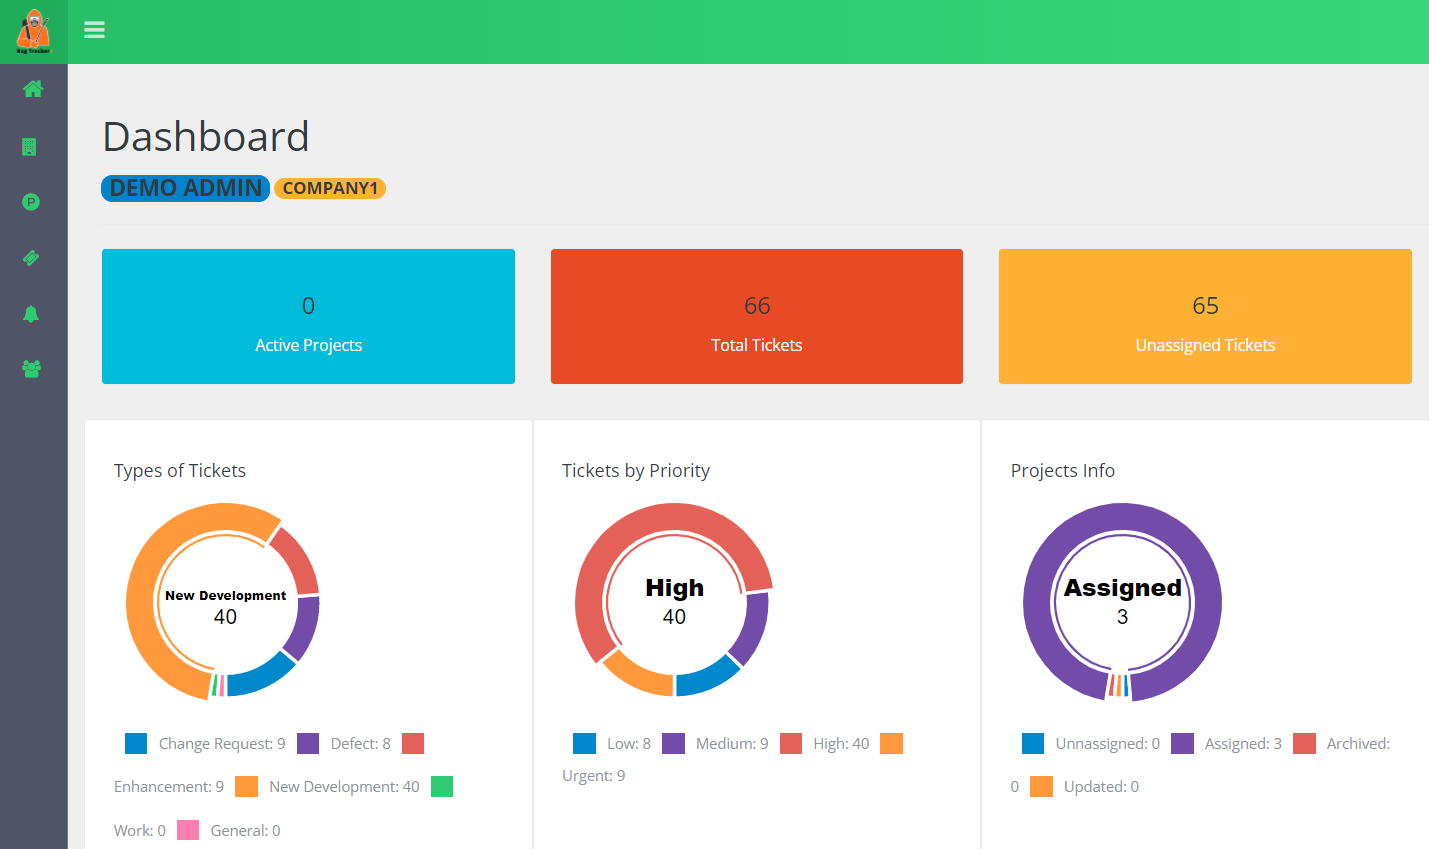 Bug Tracker
Dashboard
DEMO ADMIN COMPANY1
P
0
Active Projects
66
Total Tickets
65
Unassigned Tickets
Types of Tickets
New Development
40
Change Request: 9 Defect: 8
Enhancement: 9 New Development: 40
Work: 0 General: 0
Tickets by Priority
High
40
Low: 8 Medium: 9 High: 40
Urgent: 9
Projects Info
Assigned
3
Unassigned: 0 Assigned: 3 Archived:
0 Updated: 0